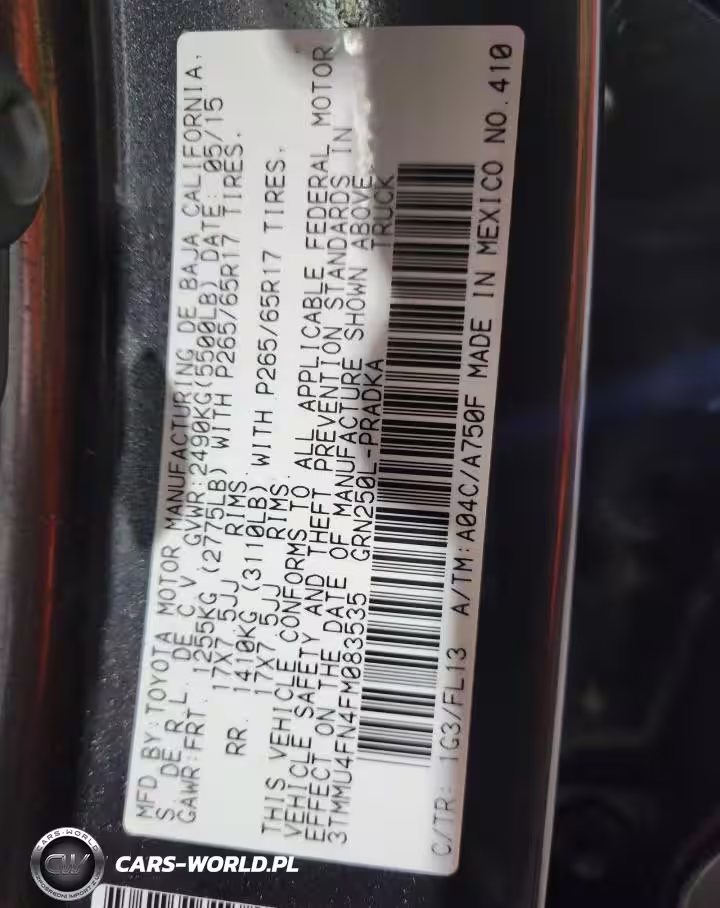 MFD BY:TOYOTA MOTOR MANUFACTURING DE BAJA CALIFORNIA,
S DE R.L. DE C.V GVWR:2490KG(5500LB) DATE: 05/15
GAWR:FRT. 1255KG (2775LB) WITH P265/65R17 TIRES,
17X7.5JJ RIMS.
RR. 1410KG (3110LB) WITH P265/65R17 TIRES,
17X7.5JJ RIMS.
THIS VEHICLE CONFORMS TO ALL APPLICABLE FEDERAL MOTOR
VEHICLE SAFETY AND THEFT PREVENTION STANDARDS IN
EFFECT ON THE DATE OF MANUFACTURE SHOWN ABOVE.
3TMMU4FN4FM083535 GRN250L-PRADKA TRUCK
C/TR: 1G3/FL13 A/TM:A04C/A750F MADE IN MEXICO NO.410
CARS-WORLD.PL